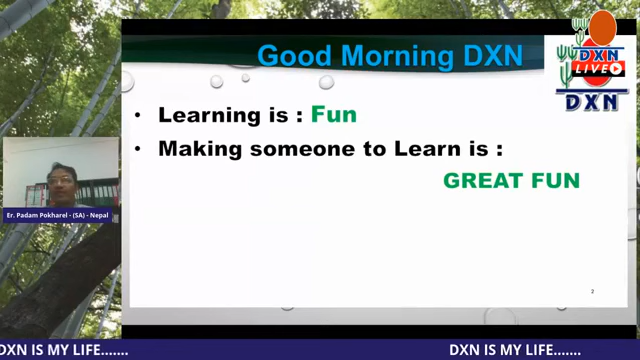 Good Morning DXN
DXN
LIVE
DXN
• Learning is : Fun
• Making someone to Learn is :
GREAT FUN
Er. Padam Pokharel - (SA) - Nepal
2
DXN IS MY LIFE....... DXN IS MY LIFE.......